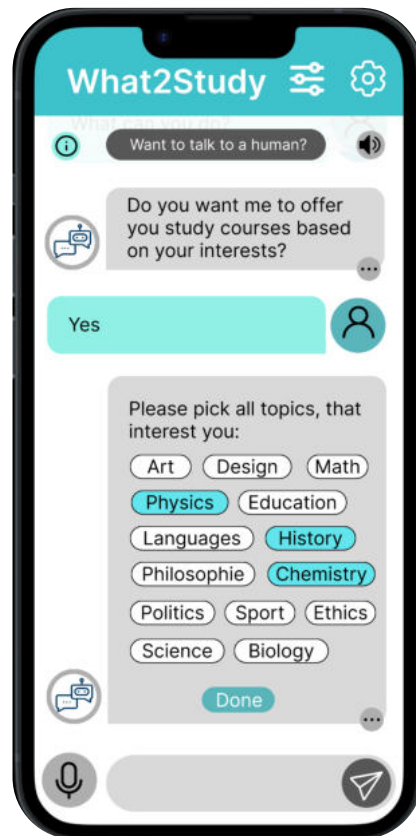 What2Study
What can you do?
Want to talk to a human?
Do you want me to offer
you study courses based
on your interests?
Yes
Please pick all topics, that
interest you:
Art Design Math
Physics Education
Languages History
Philosophie Chemistry
Politics Sport Ethics
Science Biology
Done